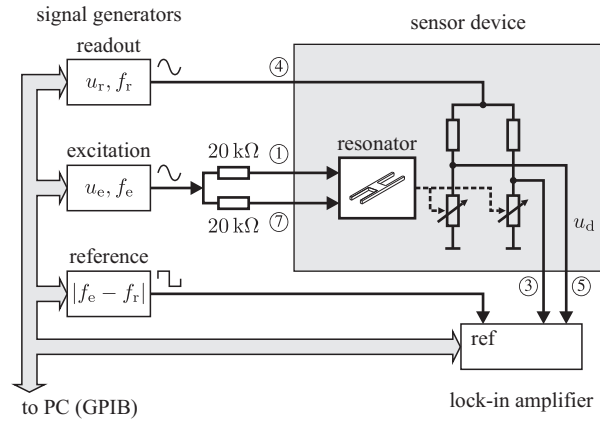 signal generators
sensor device
readout
④
u_r, f_r
excitation
20 kΩ
①
resonator
u_e, f_e
20 kΩ
⑦
u_d
reference
③
⑤
|f_e − f_r|
ref
to PC (GPIB)
lock-in amplifier